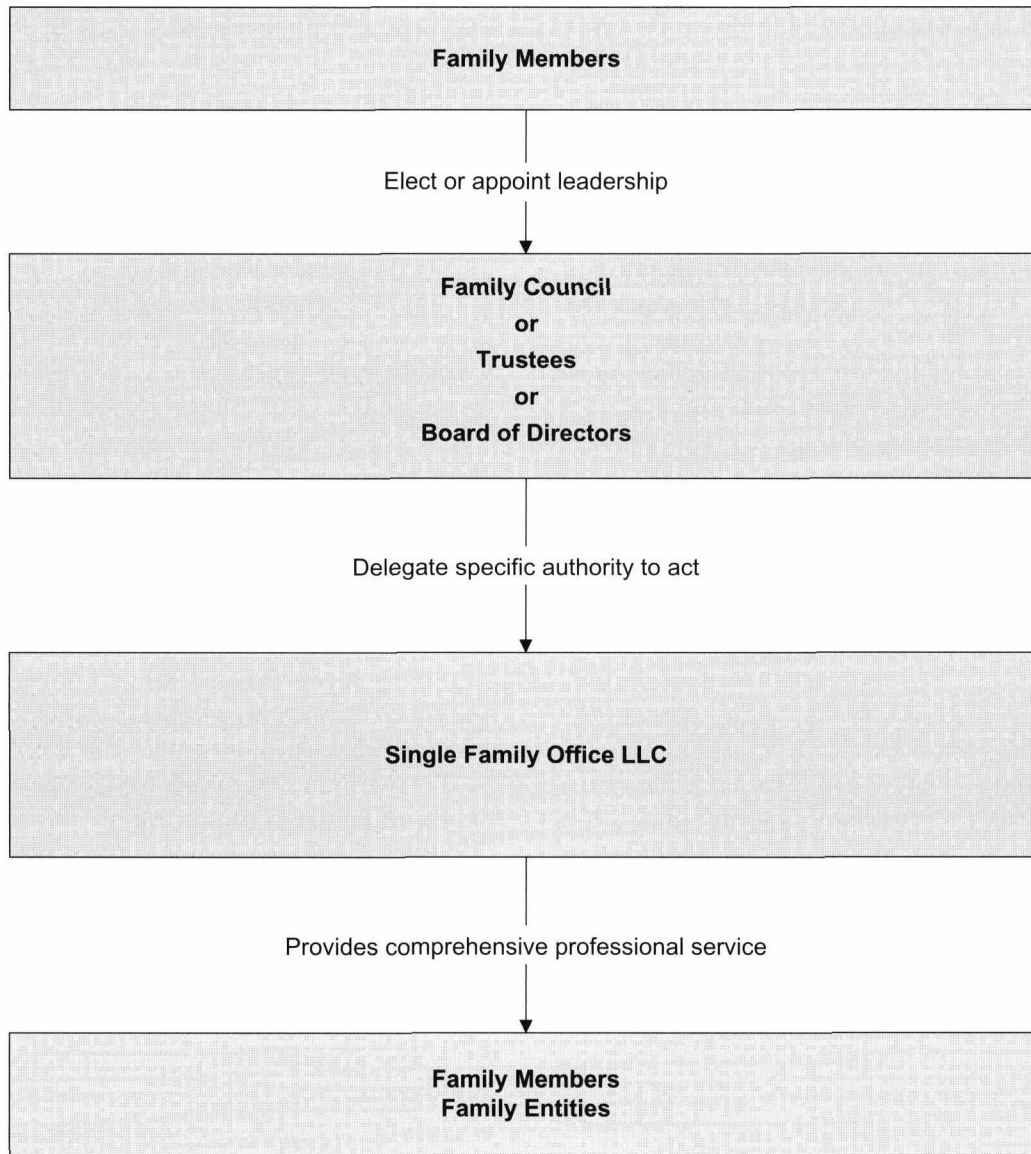 Family Members
Elect or appoint leadership
Family Council
or
Trustees
or
Board of Directors
Delegate specific authority to act
Single Family Office LLC
Provides comprehensive professional service
Family Members
Family Entities